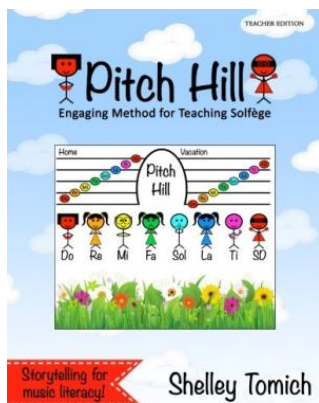 TEACHER EDITION
Pitch Hill
Engaging Method for Teaching Solfège
Home Vacation
Pitch
Hill
Do Re Mi Fa Sol La Ti SD
Storytelling for
music literacy!
Shelley Tomich